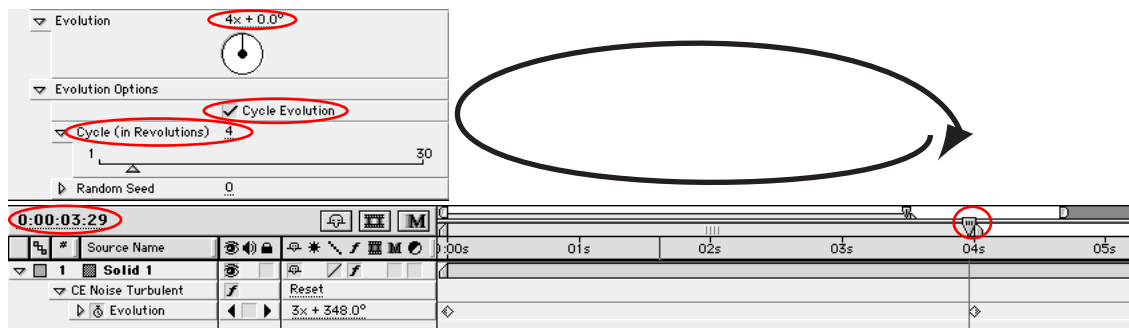 Evolution 4x + 0.0°
Evolution Options
Cycle Evolution
Cycle (in Revolutions) 4
1 30
Random Seed 0
0:00:03:29 M
# Source Name M 0:00s 01s 02s 03s 04s 05s
1 Solid 1
CE Noise Turbulent Reset
Evolution 3x + 348.0°